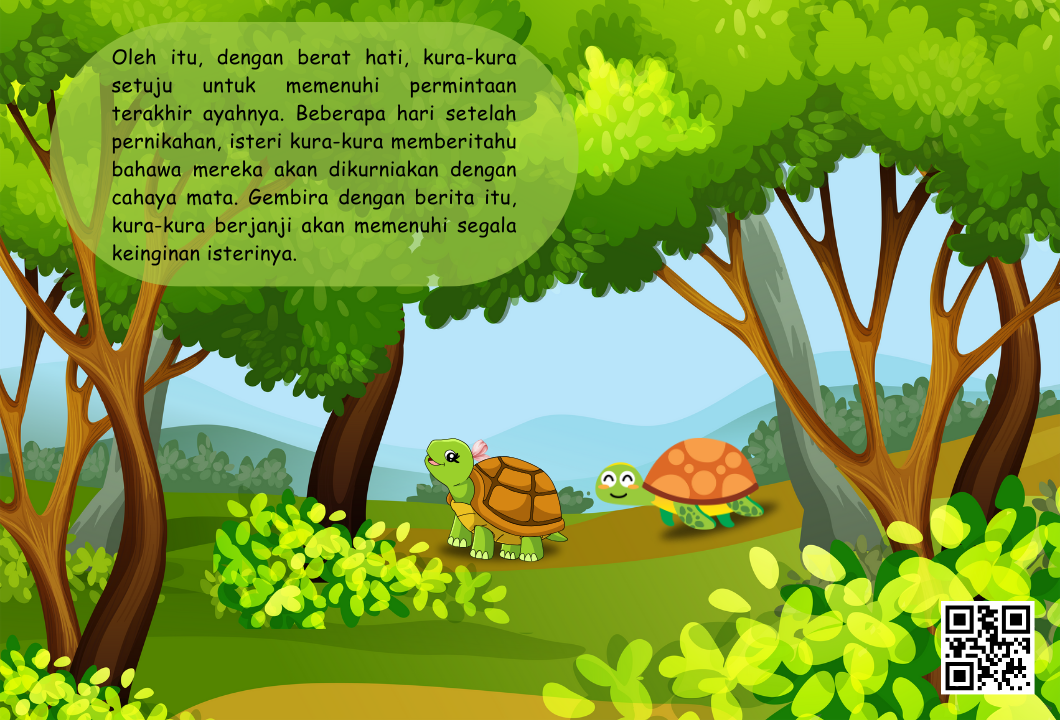 Oleh itu, dengan berat hati, kura-kura
setuju untuk memenuhi permintaan
terakhir ayahnya. Beberapa hari setelah
pernikahan, isteri kura-kura memberitahu
bahawa mereka akan dikurniakan dengan
cahaya mata. Gembira dengan berita itu,
kura-kura berjanji akan memenuhi segala
keinginan isterinya.